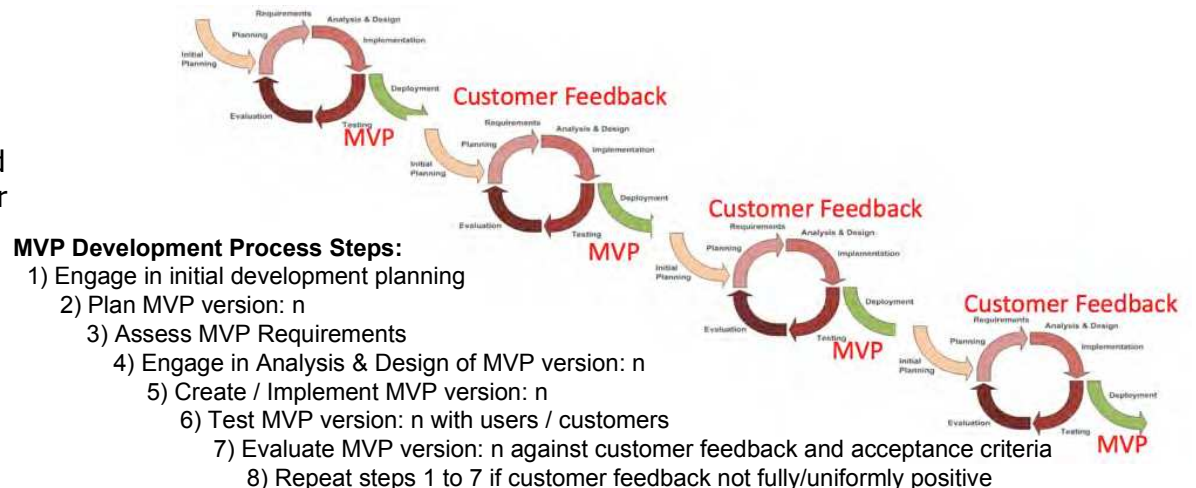 Requirements
Analysis & Design
Planning
Implementation
Initial
Planning
Deployment
Evaluation
Testing
MVP
Customer Feedback
Requirements
Analysis & Design
Planning
Implementation
Initial
Planning
Deployment
Evaluation
Testing
MVP
Customer Feedback
Requirements
Analysis & Design
Planning
Implementation
Initial
Planning
Deployment
Evaluation
Testing
MVP
Customer Feedback
Requirements
Analysis & Design
Planning
Implementation
Initial
Planning
Deployment
Evaluation
Testing
MVP
MVP Development Process Steps:
1) Engage in initial development planning
2) Plan MVP version: n
3) Assess MVP Requirements
4) Engage in Analysis & Design of MVP version: n
5) Create / Implement MVP version: n
6) Test MVP version: n with users / customers
7) Evaluate MVP version: n against customer feedback and acceptance criteria
8) Repeat steps 1 to 7 if customer feedback not fully/uniformly positive